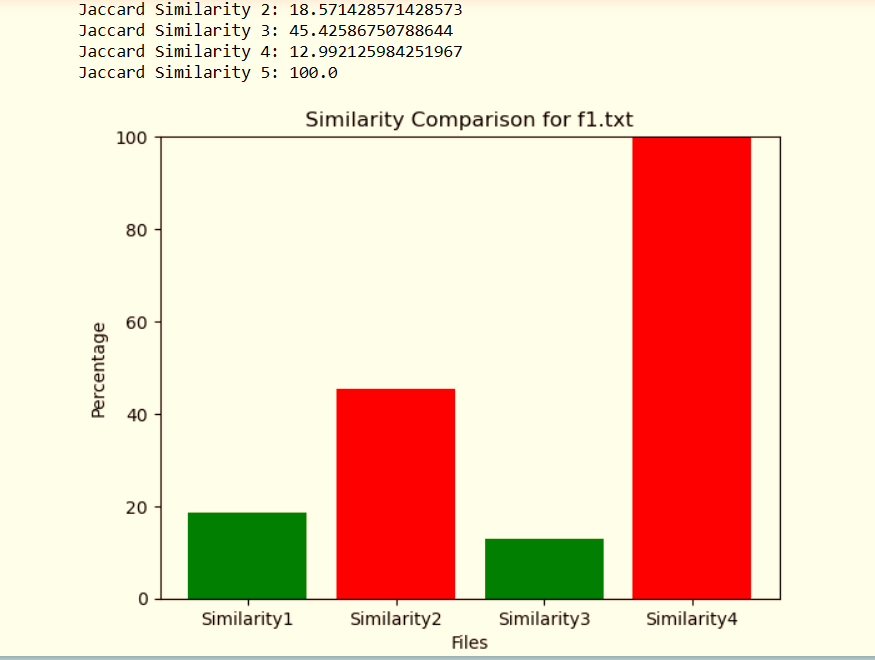 Jaccard Similarity 2: 18.571428571428573
Jaccard Similarity 3: 45.42586750788644
Jaccard Similarity 4: 12.992125984251967
Jaccard Similarity 5: 100.0
Similarity Comparison for f1.txt
100
80
60
40
20
0
Percentage
Similarity1 Similarity2 Similarity3 Similarity4
Files